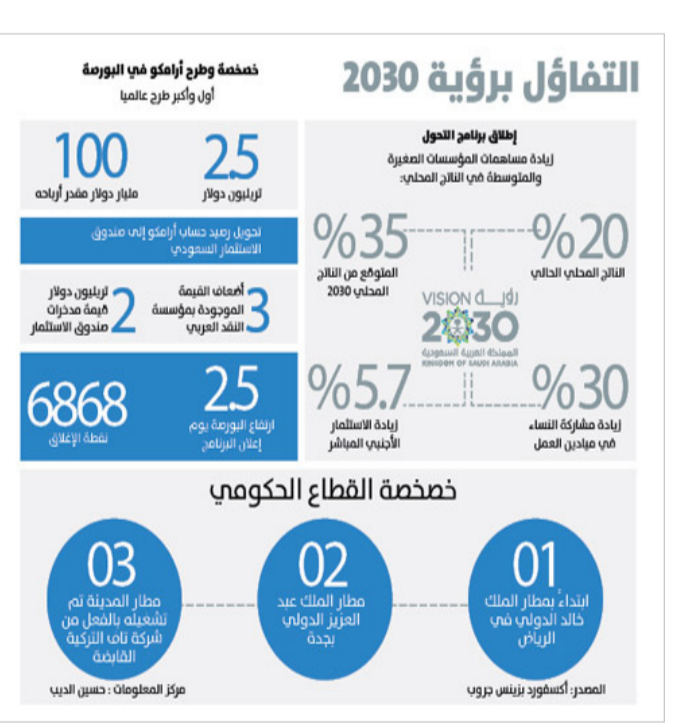 التفاؤل برؤية 2030
إطلاق برنامج التحول
زيادة مساهمات المؤسسات الصغيرة
والمتوسطة في الناتج المحلي:
%20
الناتج المحلي الحالي
%35
المتوقع من الناتج
المحلي 2030
VISION رؤيــة
2030
المملكة العربية السعودية
KINGDOM OF SAUDI ARABIA
%30
زيادة مشاركة النساء
في ميادين العمل
%5.7
زيادة الاستثمار
الأجنبي المباشر
خصخصة وطرح أرامكو في البورصة
أول وأكبر طرح عالميا
2.5
تريليون دولار
100
مليار دولار مقدر أرباحه
تحويل رصيد حساب أرامكو إلى صندوق
الاستثمار السعودي
3
أضعاف القيمة
الموجودة بمؤسسة
النقد العربي
2
تريليون دولار
قيمة مدخرات
صندوق الاستثمار
2.5
ارتفاع البورصة يوم
إعلان البرنامج
6868
نقطة الإغلاق
خصخصة القطاع الحكومي
01
ابتداءً بمطار الملك
خالد الدولي في
الرياض
02
مطار الملك عبد
العزيز الدولي
بجدة
03
مطار المدينة تم
تشغيله بالفعل من
شركة تاف التركية
القابضة
المصدر: أكسفورد بزينس جروب
مركز المعلومات : حسين الديب